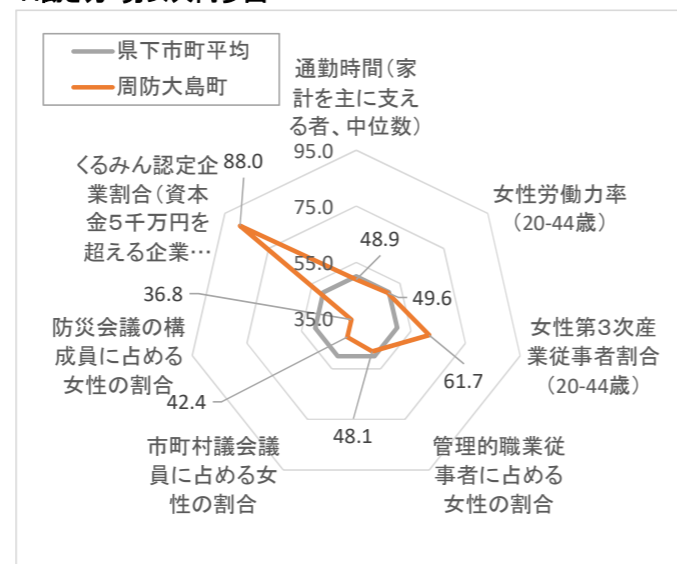 県下市町平均
周防大島町
通勤時間(家
計を主に支え
る者、中位数)
95.0
75.0
55.0
35.0
くるみん認定企
業割合(資本
金5千万円を
超える企業…
88.0
48.9
女性労働力率
(20-44歳)
49.6
女性第3次産
業従事者割合
(20-44歳)
61.7
36.8
防災会議の構
成員に占める
女性の割合
42.4
48.1
市町村議会議
員に占める女
性の割合
管理的職業従
事者に占める
女性の割合